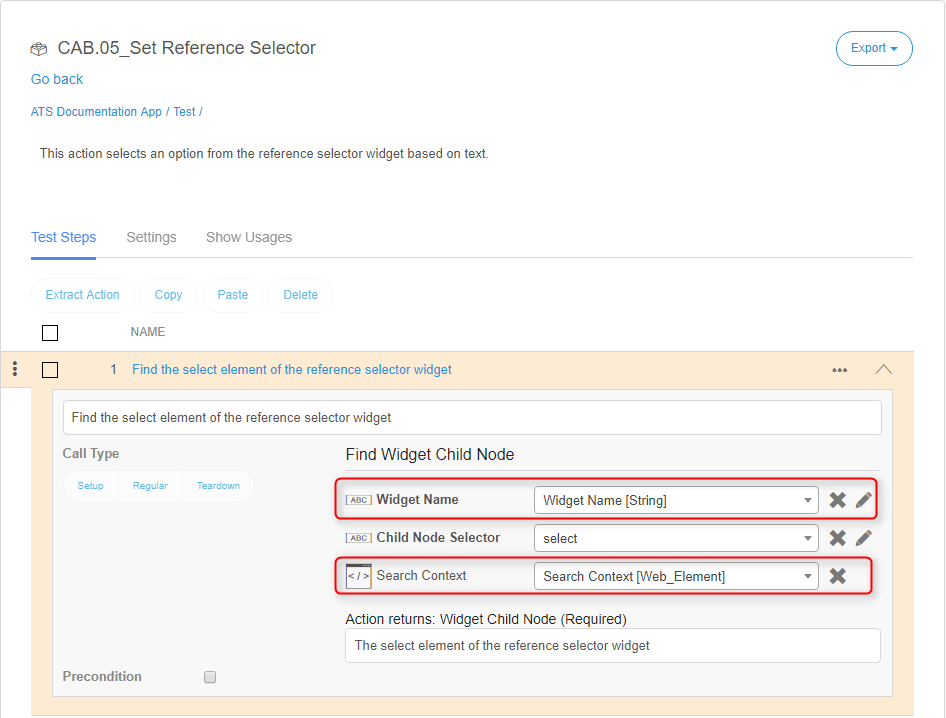 CAB.05_Set Reference Selector
Export
Go back
ATS Documentation App / Test /
This action selects an option from the reference selector widget based on text.
Test Steps Settings Show Usages
Extract Action Copy Paste Delete
NAME
1 Find the select element of the reference selector widget
Find the select element of the reference selector widget
Call Type
Find Widget Child Node
Setup Regular Teardown
ABC Widget Name Widget Name [String]
ABC Child Node Selector select
</> Search Context Search Context [Web_Element]
Action returns: Widget Child Node (Required)
The select element of the reference selector widget
Precondition